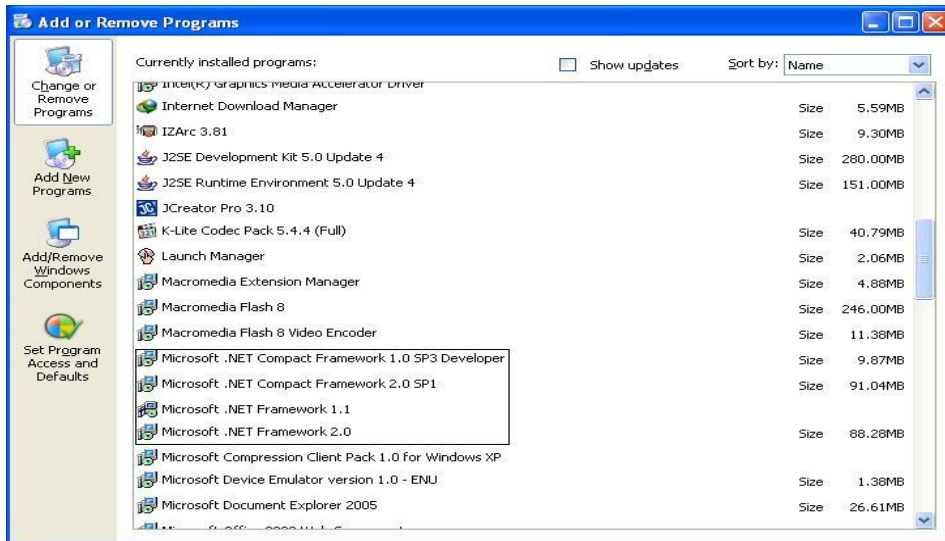 Add or Remove Programs
Change or
Remove
Programs
Add New
Programs
Add/Remove
Windows
Components
Set Program
Access and
Defaults
Currently installed programs:
Show updates
Sort by: Name
Intel(R) Graphics Media Accelerator Driver
Internet Download Manager Size 5.59MB
IZArc 3.81 Size 9.30MB
J2SE Development Kit 5.0 Update 4 Size 280.00MB
J2SE Runtime Environment 5.0 Update 4 Size 151.00MB
JCreator Pro 3.10
K-Lite Codec Pack 5.4.4 (Full) Size 40.79MB
Launch Manager Size 2.06MB
Macromedia Extension Manager Size 4.88MB
Macromedia Flash 8 Size 246.00MB
Macromedia Flash 8 Video Encoder Size 11.38MB
Microsoft .NET Compact Framework 1.0 SP3 Developer Size 9.87MB
Microsoft .NET Compact Framework 2.0 SP1 Size 91.04MB
Microsoft .NET Framework 1.1
Microsoft .NET Framework 2.0 Size 88.28MB
Microsoft Compression Client Pack 1.0 for Windows XP
Microsoft Device Emulator version 1.0 - ENU Size 1.38MB
Microsoft Document Explorer 2005 Size 26.61MB